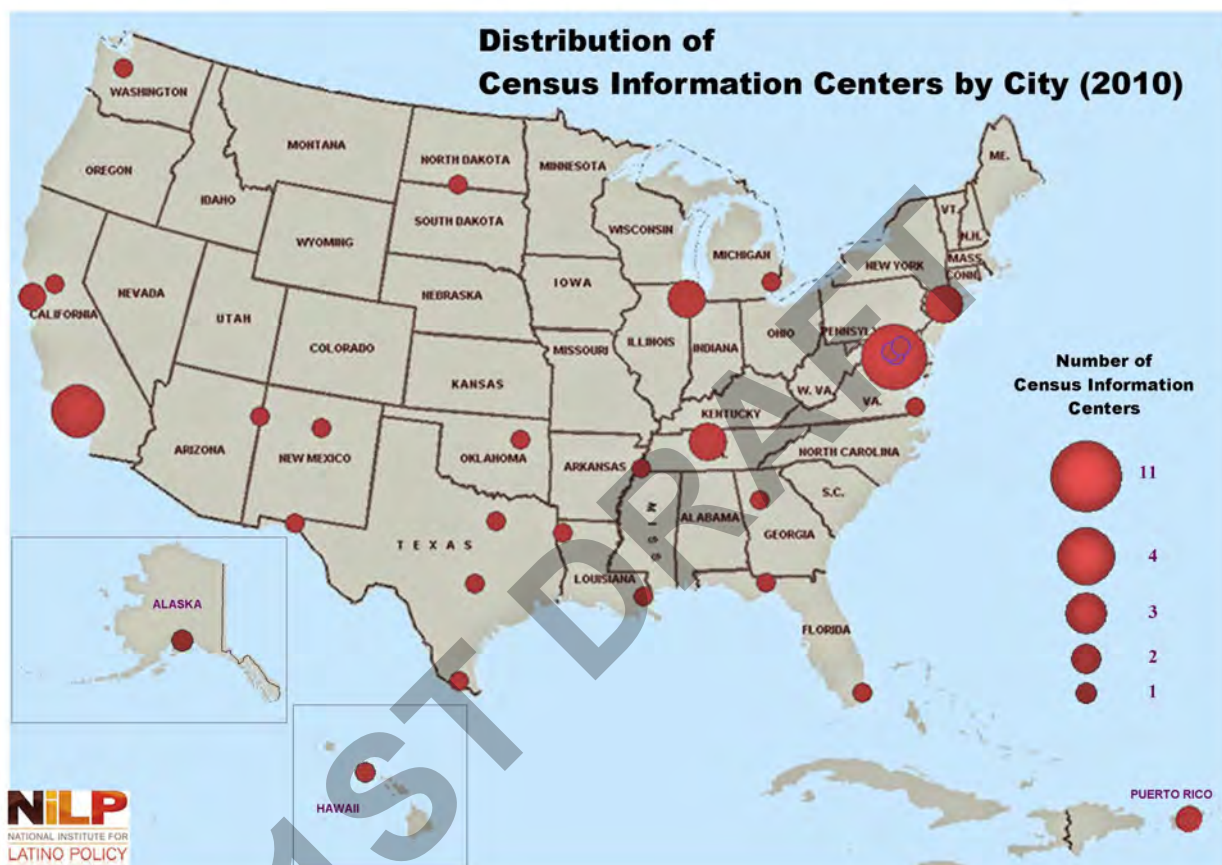 Distribution of
Census Information Centers by City (2010)
WASHINGTON
MONTANA
NORTH DAKOTA
MINNESOTA
ME.
OREGON
IDAHO
SOUTH DAKOTA
WISCONSIN
MICHIGAN
VT.
N.H.
WYOMING
NEW YORK
MASS.
CONN.
NEVADA
CALIFORNIA
NEBRASKA
IOWA
UTAH
COLORADO
ILLINOIS
INDIANA
OHIO
PENNSYL
MISSOURI
KANSAS
W. VA.
VA.
KENTUCKY
ARIZONA
NEW MEXICO
OKLAHOMA
ARKANSAS
NORTH CAROLINA
S.C.
MISS
ALABAMA
GEORGIA
TEXAS
LOUISIANA
FLORIDA
ALASKA
HAWAII
PUERTO RICO
Number of
Census Information
Centers
11
4
3
2
1
1ST DRAFT
NiLP
NATIONAL INSTITUTE FOR
LATINO POLICY